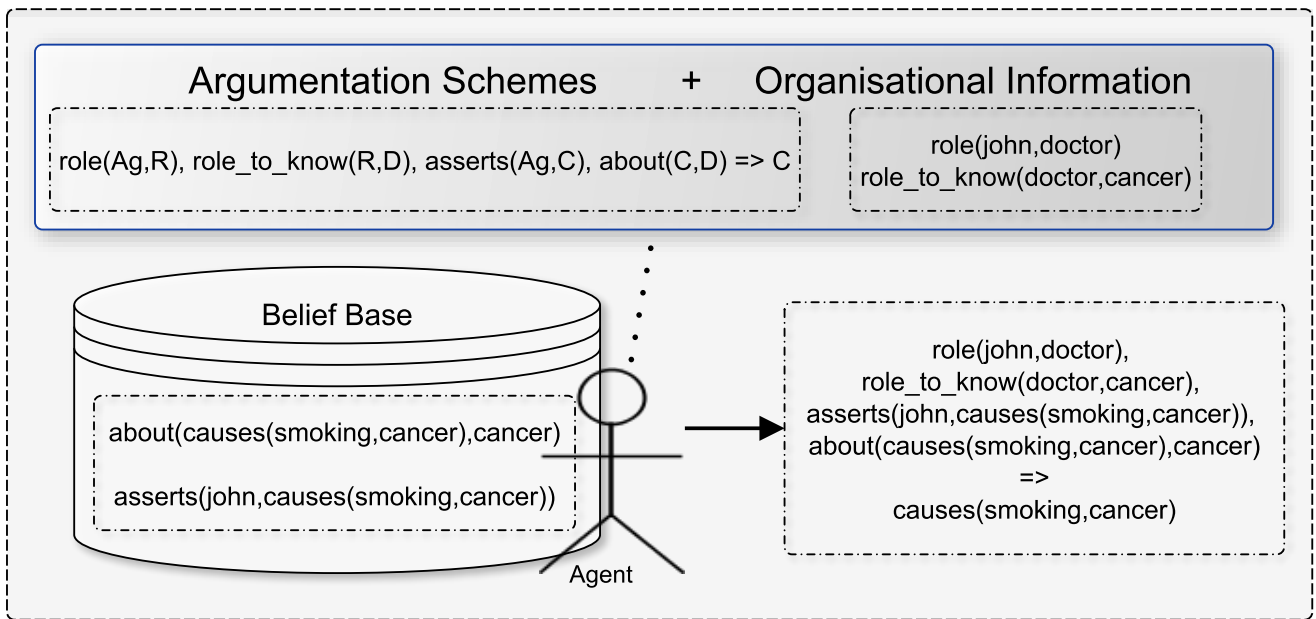 Argumentation Schemes + Organisational Information
role(Ag,R), role_to_know(R,D), asserts(Ag,C), about(C,D) => C
role(john,doctor)
role_to_know(doctor,cancer)
Belief Base
about(causes(smoking,cancer),cancer)
asserts(john,causes(smoking,cancer))
Agent
role(john,doctor),
role_to_know(doctor,cancer),
asserts(john,causes(smoking,cancer)),
about(causes(smoking,cancer),cancer)
=>
causes(smoking,cancer)